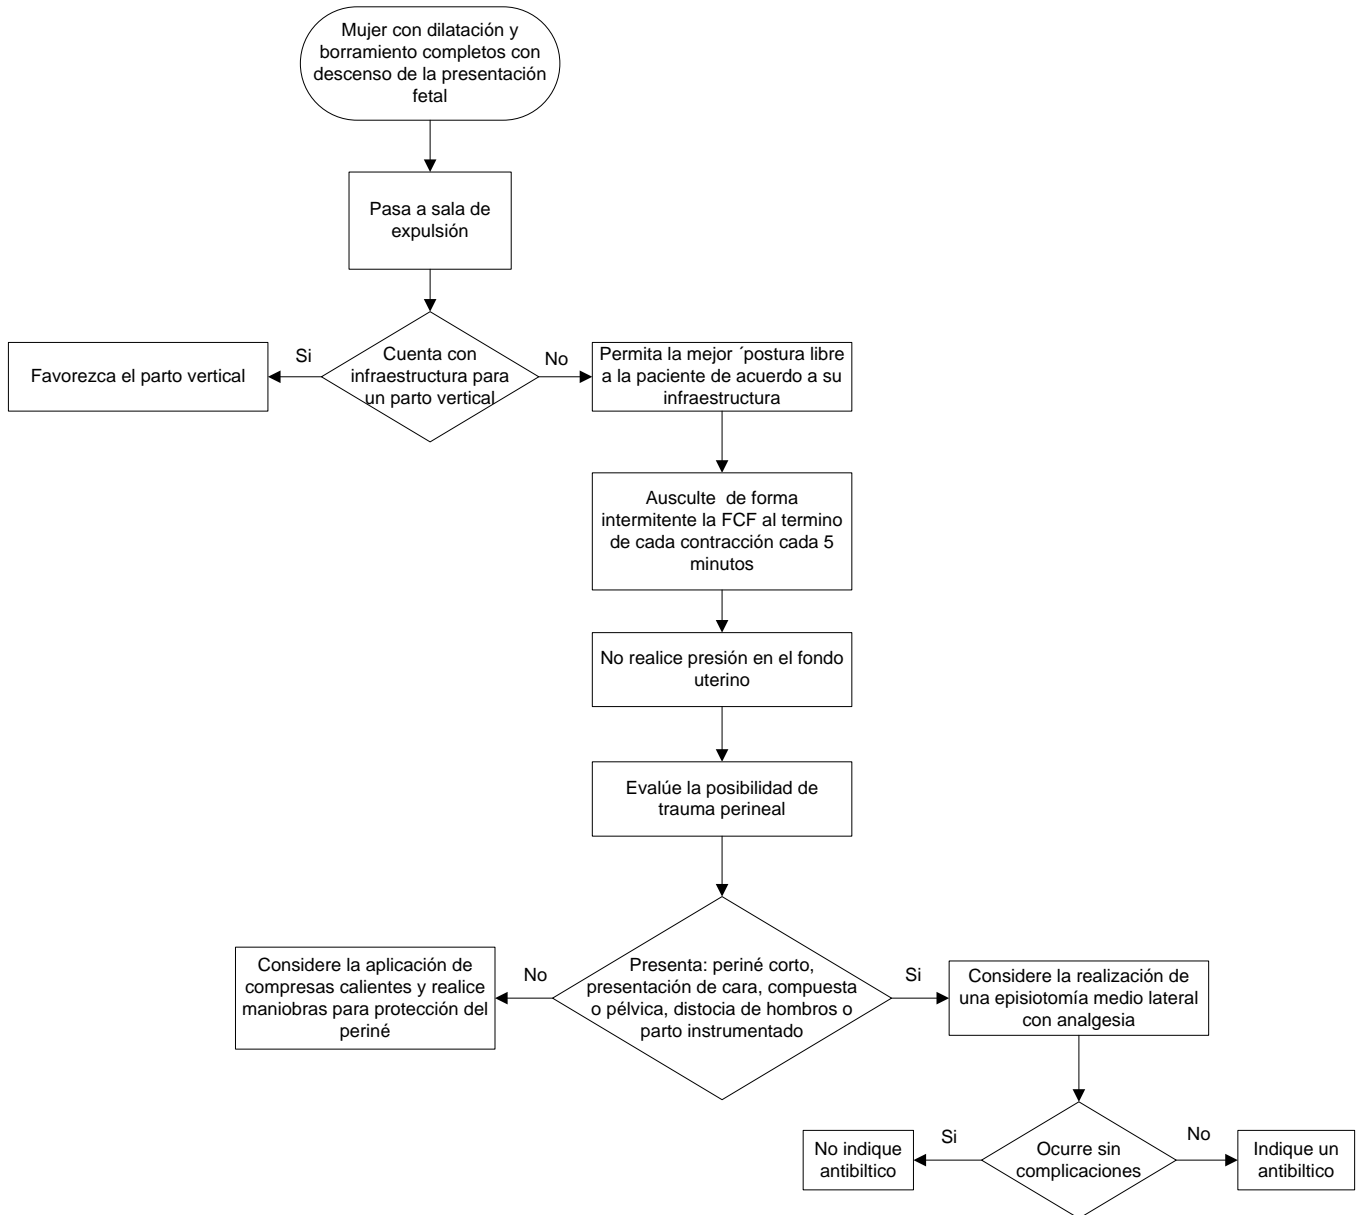 Mujer con dilatación y
borramiento completos con
descenso de la presentación
fetal
Pasa a sala de
expulsión
Si
Cuenta con
infraestructura para
un parto vertical
No
Favorezca el parto vertical
Permita la mejor ´postura libre
a la paciente de acuerdo a su
infraestructura
Ausculte  de forma
intermitente la FCF al termino
de cada contracción cada 5
minutos
No realice presión en el fondo
uterino
Evalúe la posibilidad de
trauma perineal
Presenta: periné corto,
presentación de cara, compuesta
o pélvica, distocia de hombros o
parto instrumentado
No
Si
Considere la aplicación de
compresas calientes y realice
maniobras para protección del
periné
Considere la realización de
una episiotomía medio lateral
con analgesia
Ocurre sin
complicaciones
Si
No
No indique
antibiltico
Indique un
antibiltico